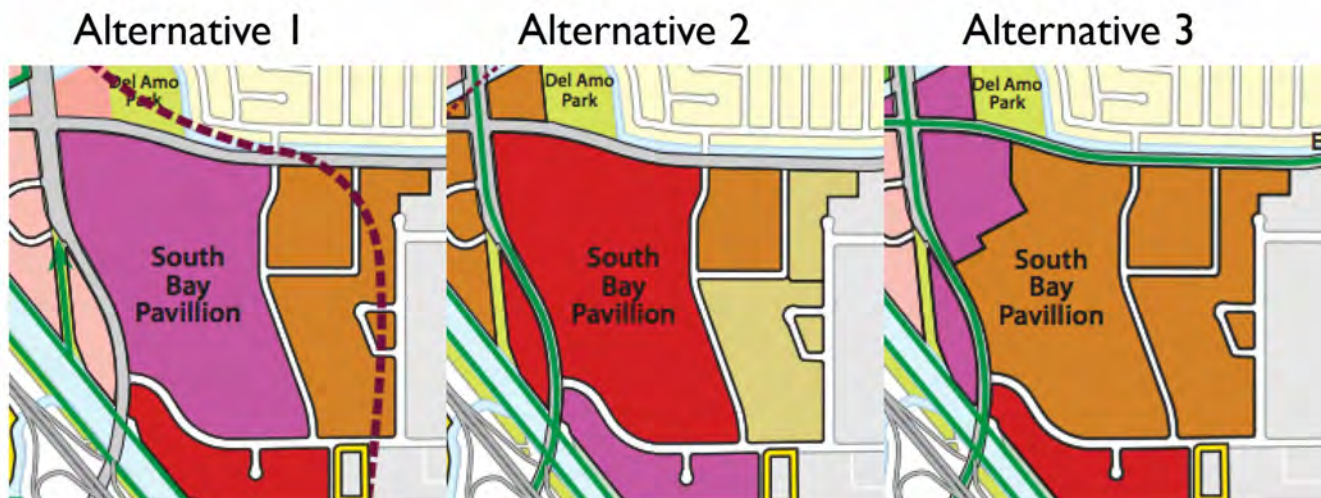 Alternative 1
Alternative 2
Alternative 3
Del Amo
Park
Del Amo
Park
Del Amo
Park
E
South
Bay
Pavillion
South
Bay
Pavillion
South
Bay
Pavillion